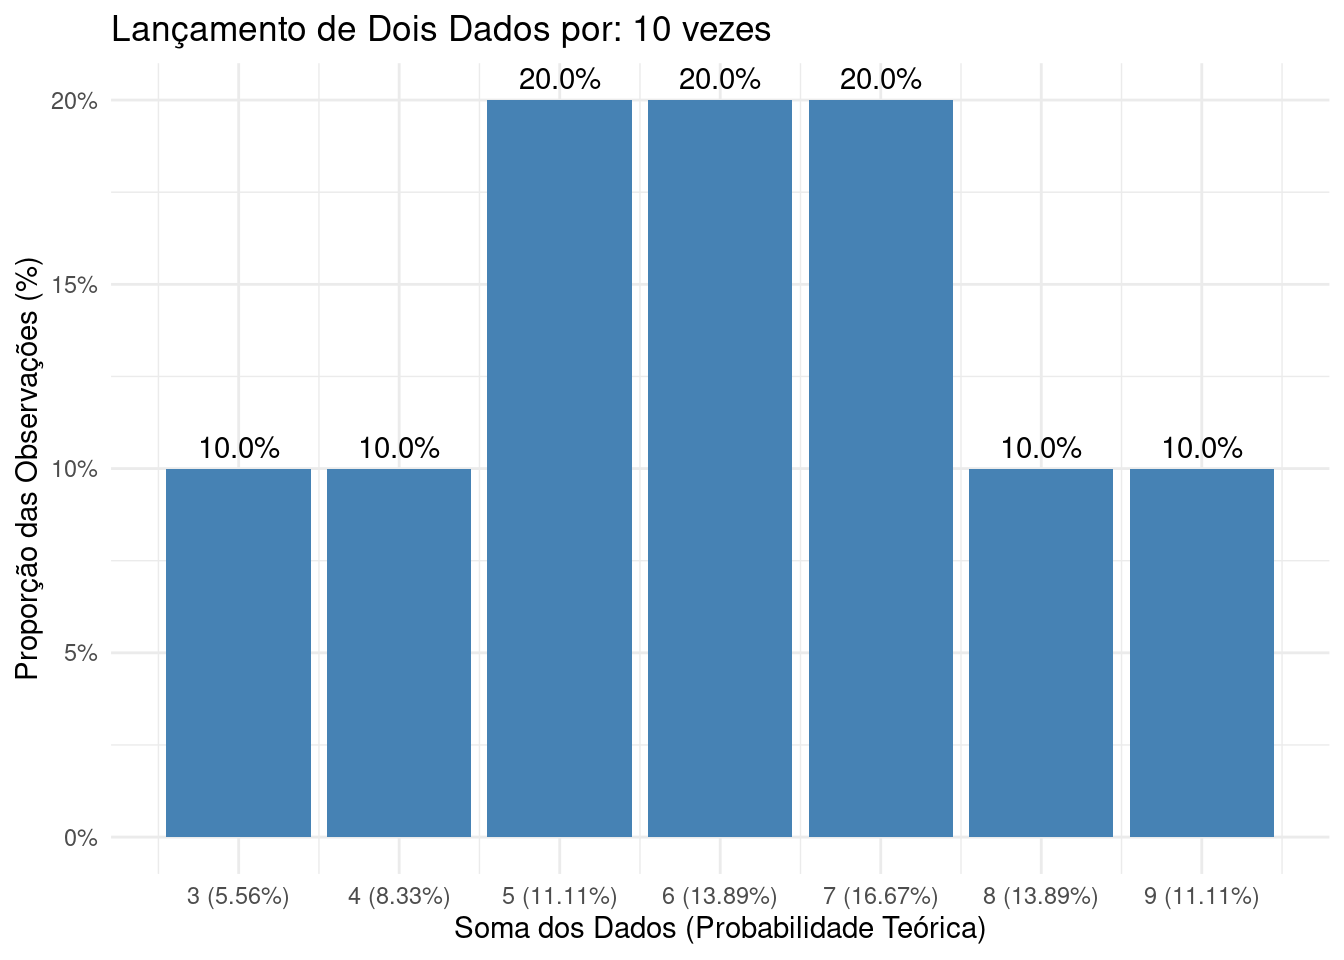 Lançamento de Dois Dados por: 10 vezes
20.0% 20.0% 20.0%
20%
15%
10.0% 10.0% 10.0% 10.0%
10%
5%
0%
Proporção das Observações (%)
3 (5.56%) 4 (8.33%) 5 (11.11%) 6 (13.89%) 7 (16.67%) 8 (13.89%) 9 (11.11%)
Soma dos Dados (Probabilidade Teórica)